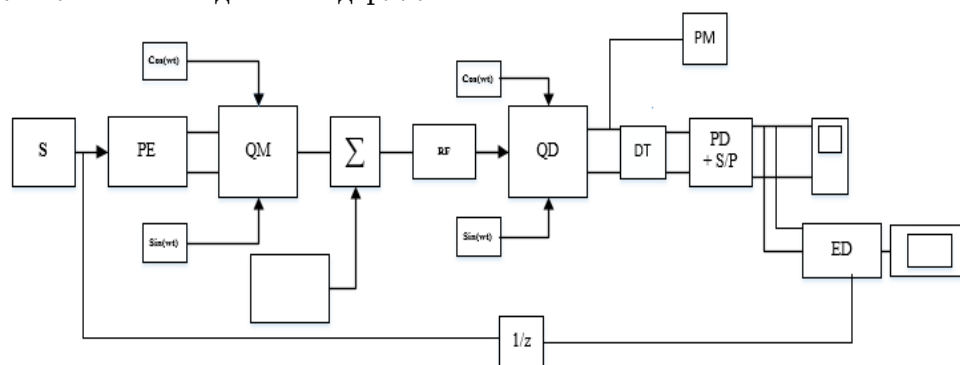 Cos(wt)
PM
Cos(wt)
S
PE
QM
∑
RF
QD
DT
PD
+ S/P
Sin(wt)
Sin(wt)
ED
1/z